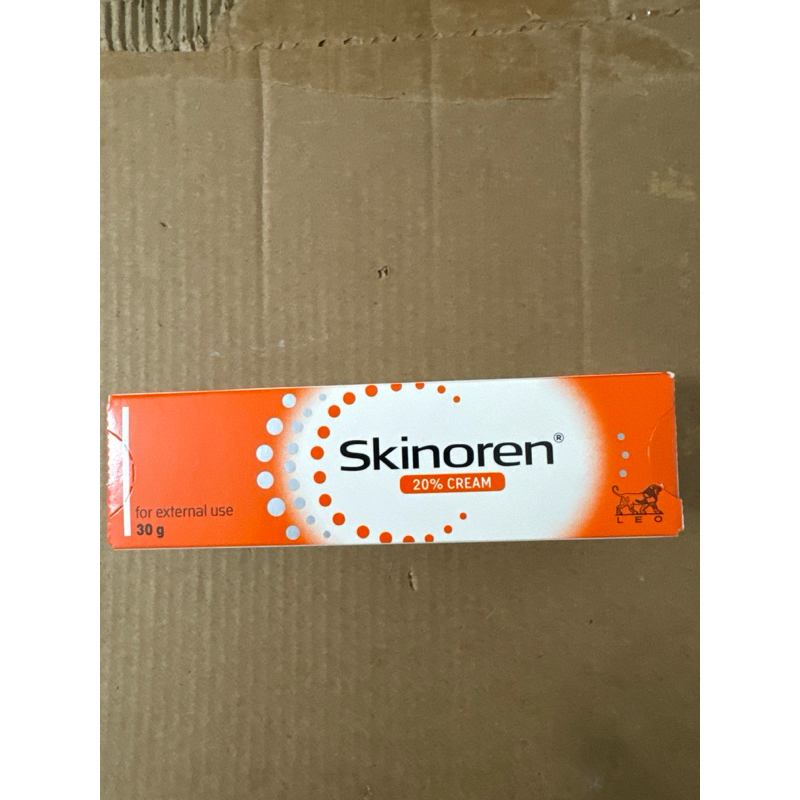 Skinoren®
20% CREAM
for external use
30 g
LEO